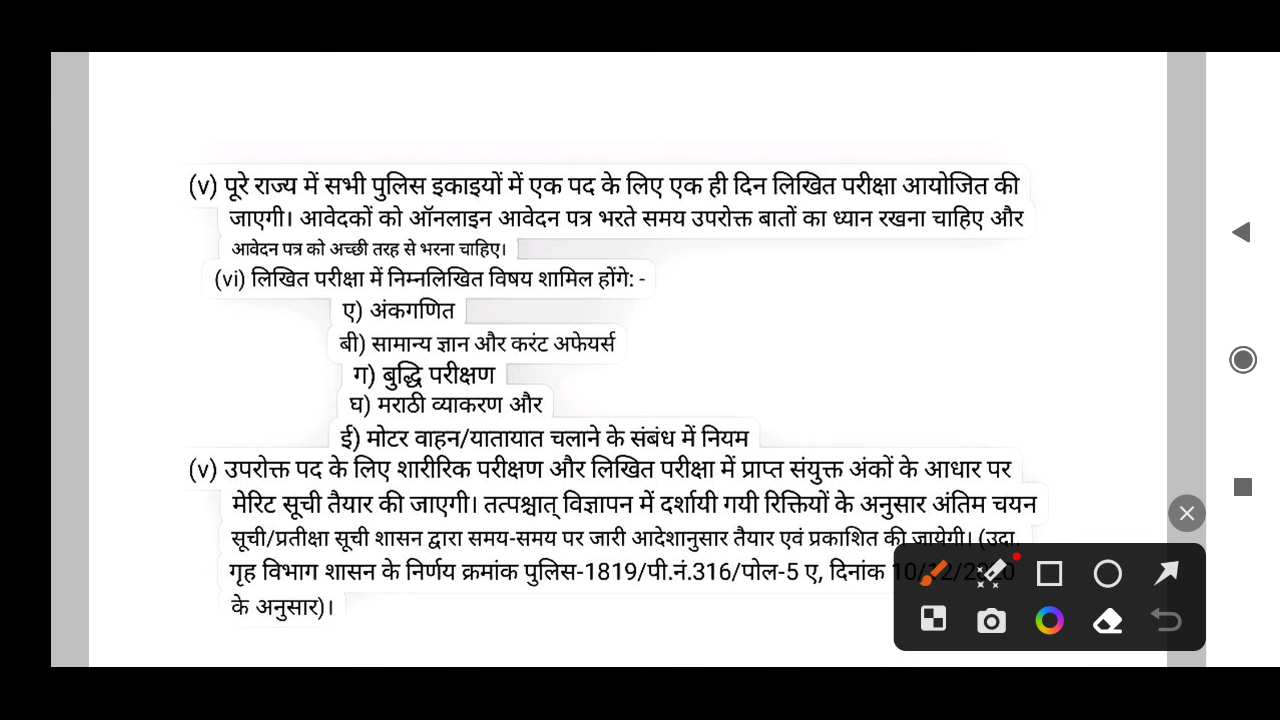 (v) पूरे राज्य में सभी पुलिस इकाइयों में एक पद के लिए एक ही दिन लिखित परीक्षा आयोजित की
जाएगी। आवेदकों को ऑनलाइन आवेदन पत्र भरते समय उपरोक्त बातों का ध्यान रखना चाहिए और
आवेदन पत्र को अच्छी तरह से भरना चाहिए।
(vi) लिखित परीक्षा में निम्नलिखित विषय शामिल होंगे: -
ए) अंकगणित
बी) सामान्य ज्ञान और करंट अफेयर्स
ग) बुद्धि परीक्षण
घ) मराठी व्याकरण और
ई) मोटर वाहन/यातायात चलाने के संबंध में नियम
(v) उपरोक्त पद के लिए शारीरिक परीक्षण और लिखित परीक्षा में प्राप्त संयुक्त अंकों के आधार पर
मेरिट सूची तैयार की जाएगी। तत्पश्चात् विज्ञापन में दर्शायी गयी रिक्तियों के अनुसार अंतिम चयन
सूची/प्रतीक्षा सूची शासन द्वारा समय-समय पर जारी आदेशानुसार तैयार एवं प्रकाशित की जायेगी। (उदा.
गृह विभाग शासन के निर्णय क्रमांक पुलिस-1819/पी.नं.316/पोल-5 ए, दिनांक 10/12/2020
के अनुसार)।